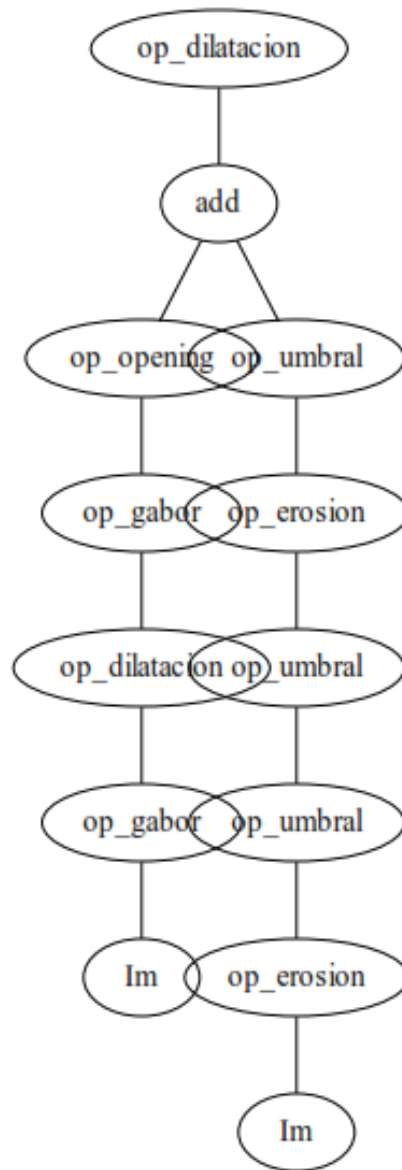 op_dilatacion
add
op_opening op_umbral
op_gabor op_erosion
op_dilatacion op_umbral
op_gabor op_umbral
Im op_erosion
Im